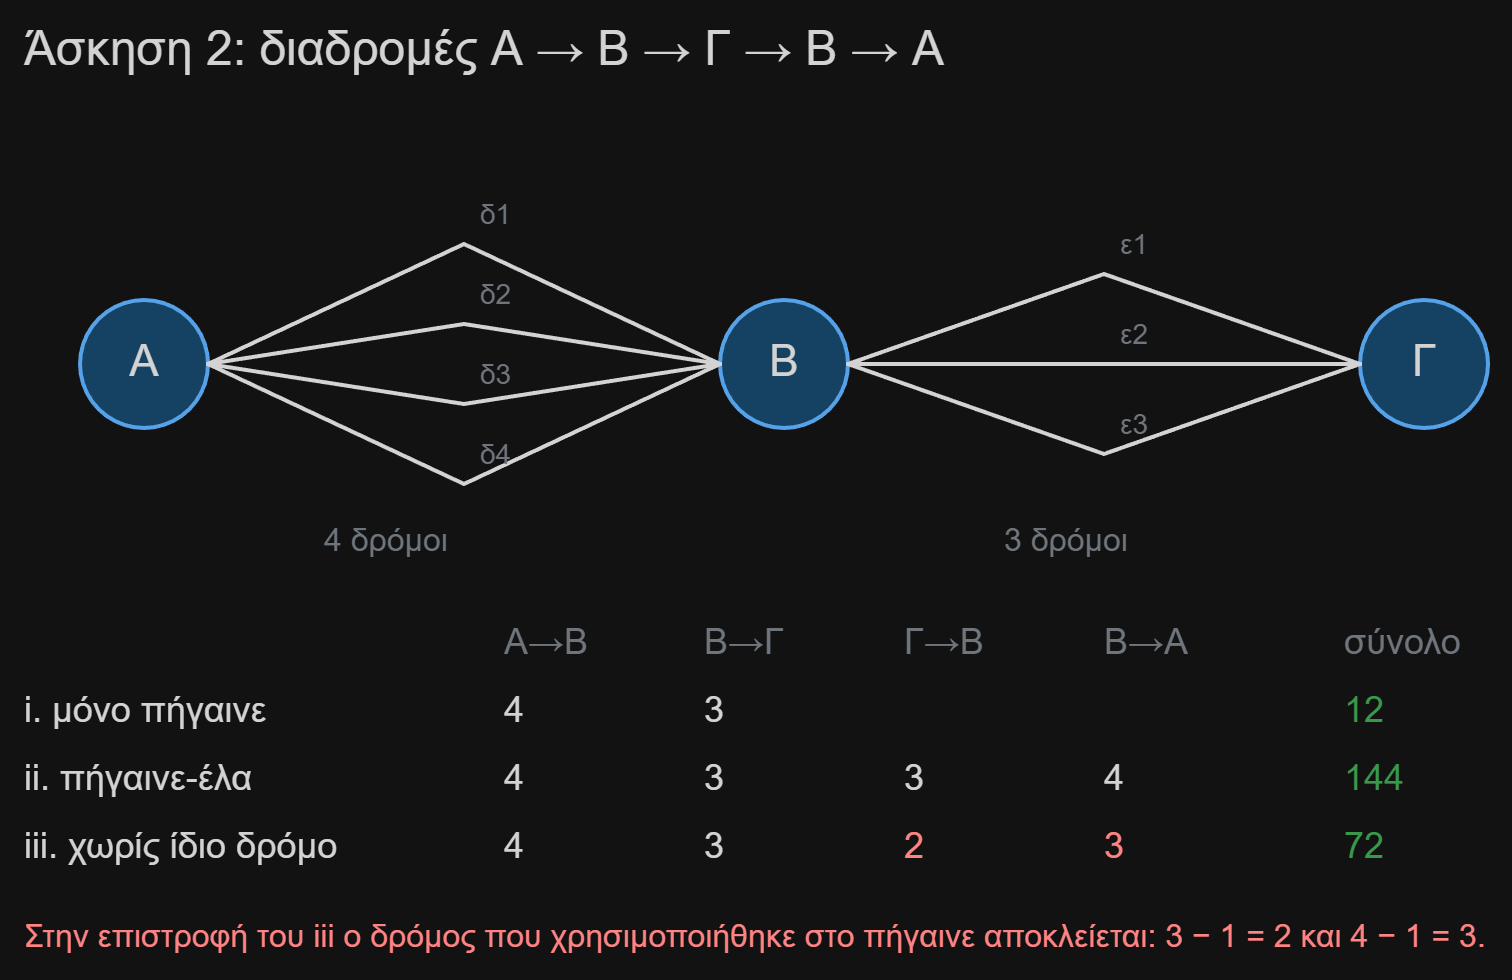 Άσκηση 2: διαδρομές Α → Β → Γ → Β → Α
δ1
ε1
δ2
ε2
Α
Β
Γ
δ3
ε3
δ4
4 δρόμοι
3 δρόμοι
Α→Β Β→Γ Γ→Β Β→Α σύνολο
i. μόνο πήγαινε 4 3 12
ii. πήγαινε-έλα 4 3 3 4 144
iii. χωρίς ίδιο δρόμο 4 3 2 3 72
Στην επιστροφή του iii ο δρόμος που χρησιμοποιήθηκε στο πήγαινε αποκλείεται: 3 − 1 = 2 και 4 − 1 = 3.